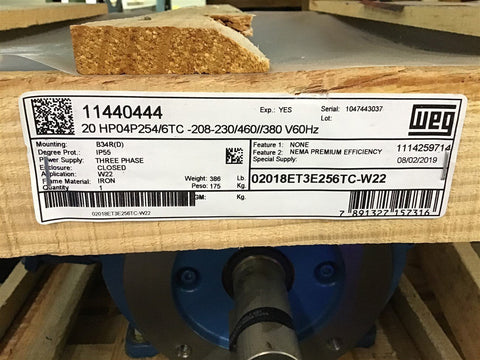 11440444
Exp.: YES
Serial: 1047443037
Lot:
weg
20 HP04P254/6TC -208-230/460//380 V60Hz
Mounting: B34R(D)
Degree Prot.: IP55
Power Supply: THREE PHASE
Enclosure: CLOSED
Application: W22
Frame Material: IRON
Quantity 1
Feature 1: NONE
Feature 2: NEMA PREMIUM EFFICIENCY
Special Supply:
1114259714
08/02/2019
Weight: 386 Lb.
Peso: 175 Kg.
GM: Kg.
02018ET3E256TC-W22
02018ET3E256TC-W22
7 891327 157316